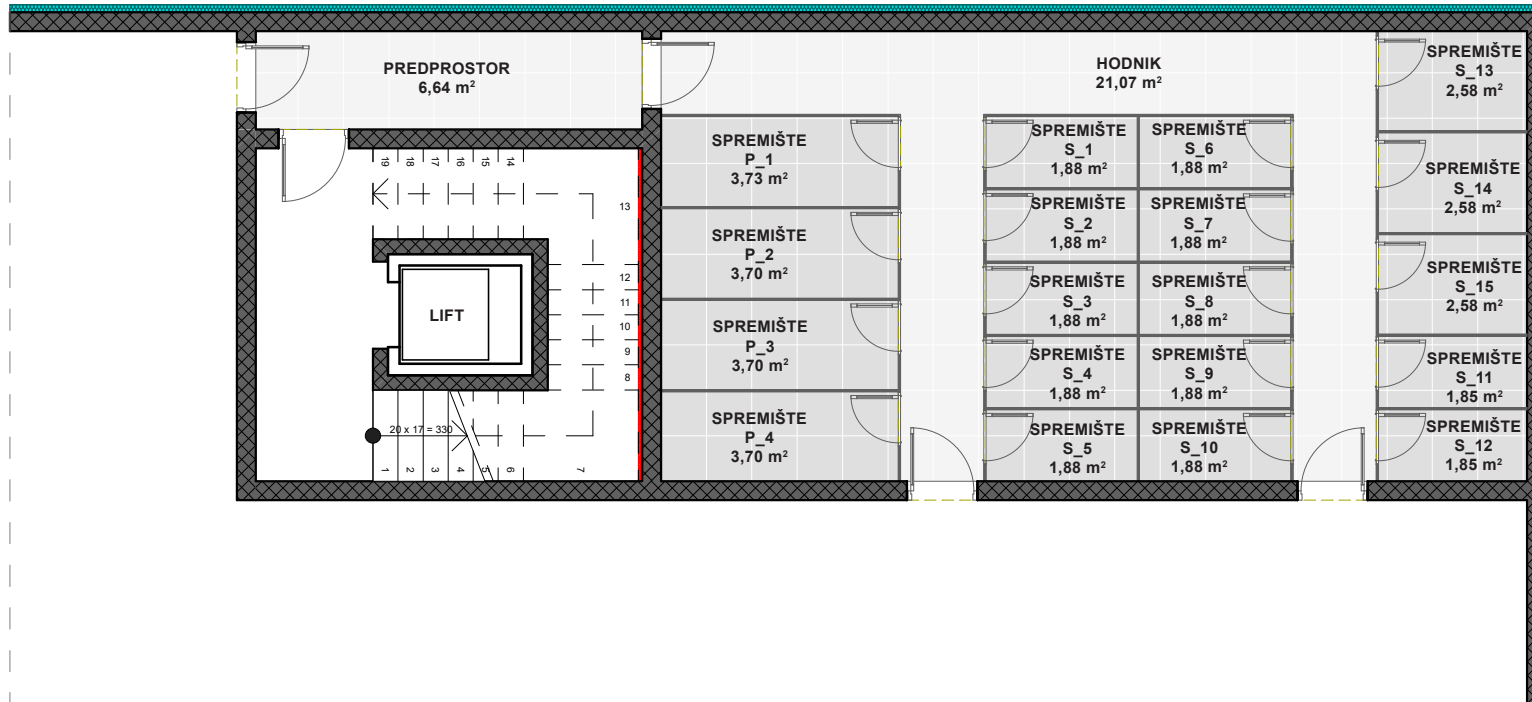 PREDPROSTOR
6,64 m²
HODNIK
21,07 m²
SPREMIŠTE
S_13
2,58 m²
SPREMIŠTE
P_1
3,73 m²
SPREMIŠTE
S_1
1,88 m²
SPREMIŠTE
S_6
1,88 m²
SPREMIŠTE
S_14
2,58 m²
19
18
17
16
15
14
13
SPREMIŠTE
P_2
3,70 m²
SPREMIŠTE
S_2
1,88 m²
SPREMIŠTE
S_7
1,88 m²
SPREMIŠTE
S_15
2,58 m²
12
11
10
9
8
LIFT
SPREMIŠTE
P_3
3,70 m²
SPREMIŠTE
S_3
1,88 m²
SPREMIŠTE
S_8
1,88 m²
SPREMIŠTE
S_11
1,85 m²
SPREMIŠTE
S_4
1,88 m²
SPREMIŠTE
S_9
1,88 m²
SPREMIŠTE
P_4
3,70 m²
SPREMIŠTE
S_5
1,88 m²
SPREMIŠTE
S_10
1,88 m²
SPREMIŠTE
S_12
1,85 m²
20 x 17 = 330
1
2
3
4
5
6
7